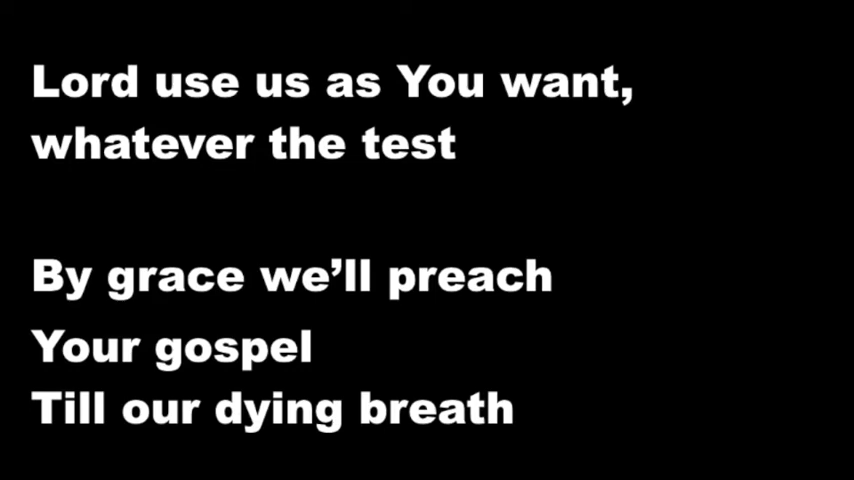 Lord use us as You want,
whatever the test
By grace we’ll preach
Your gospel
Till our dying breath